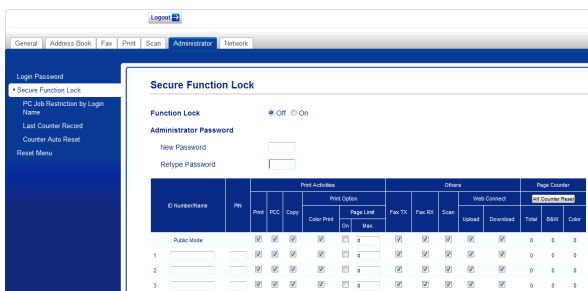 Logout
General Address Book Fax Print Scan Administrator Network
Login Password
Secure Function Lock
PC Job Restriction by Login
Name
Last Counter Record
Counter Auto Reset
Reset Menu
Secure Function Lock
Function Lock Off On
Administrator Password
New Password
Retype Password
Print Activities Others Page Counter
Print Option Web Connect All Counter Reset
ID Number/Name PIN Print PCC Copy Color Print Page Limit Fax TX Fax RX Scan Upload Download Total B&W Color
On Max.
Public Mode 0 0 0 0
1 0 0 0 0
2 0 0 0 0
3 0 0 0 0